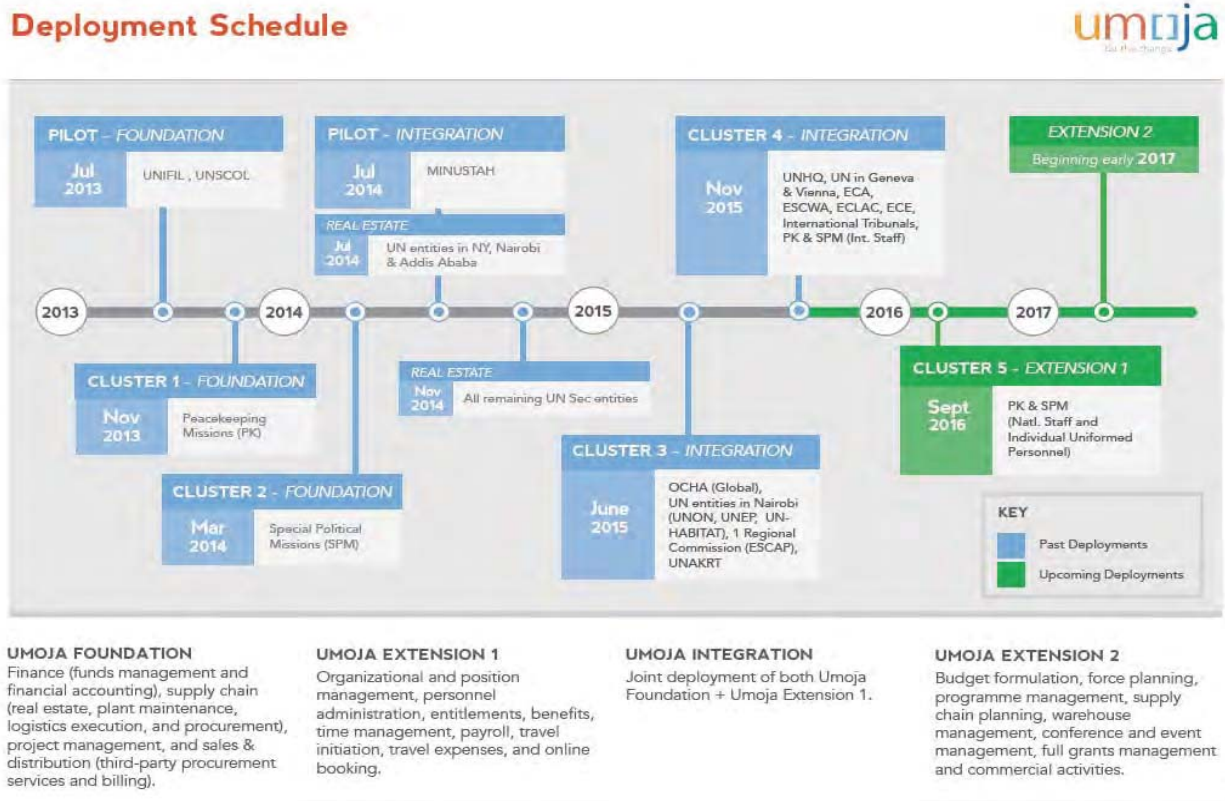 Deployment Schedule
umoja
be the change
PILOT - FOUNDATION
Jul
2013
UNIFIL , UNSCOL
PILOT - INTEGRATION
Jul
2014
MINUSTAH
REAL ESTATE
Jul
2014
UN entities in NY, Nairobi
& Addis Ababa
CLUSTER 4 - INTEGRATION
Nov
2015
UNHQ, UN in Geneva
& Vienna, ECA,
ESCWA, ECLAC, ECE,
International Tribunals,
PK & SPM (Int. Staff)
EXTENSION 2
Beginning early 2017
2013
2014
2015
2016
2017
CLUSTER 1 - FOUNDATION
Nov
2013
Peacekeeping
Missions (PK)
CLUSTER 2 - FOUNDATION
Mar
2014
Special Political
Missions (SPM)
REAL ESTATE
Nov
2014
All remaining UN Sec entities
CLUSTER 3 - INTEGRATION
June
2015
OCHA (Global),
UN entities in Nairobi
(UNON, UNEP, UN-
HABITAT), 1 Regional
Commission (ESCAP),
UNAKRT
CLUSTER 5 - EXTENSION 1
Sept
2016
PK & SPM
(Natl. Staff and
Individual Uniformed
Personnel)
KEY
Past Deployments
Upcoming Deployments
UMOJA FOUNDATION
Finance (funds management and
financial accounting), supply chain
(real estate, plant maintenance,
logistics execution, and procurement),
project management, and sales &
distribution (third-party procurement
services and billing).
UMOJA EXTENSION 1
Organizational and position
management, personnel
administration, entitlements, benefits,
time management, payroll, travel
initiation, travel expenses, and online
booking.
UMOJA INTEGRATION
Joint deployment of both Umoja
Foundation + Umoja Extension 1.
UMOJA EXTENSION 2
Budget formulation, force planning,
programme management, supply
chain planning, warehouse
management, conference and event
management, full grants management
and commercial activities.